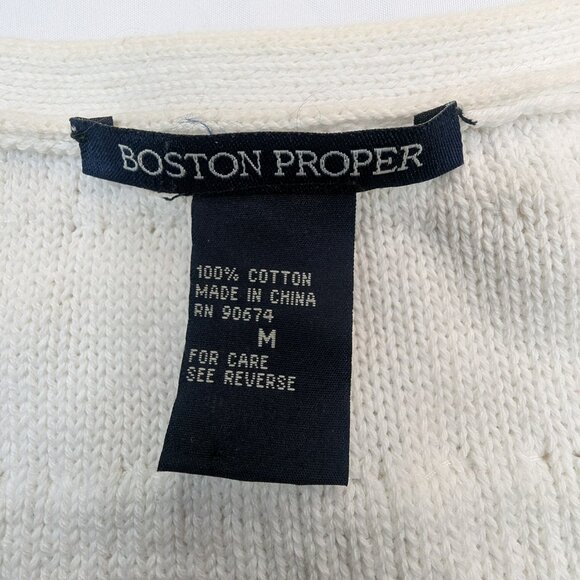 BOSTON PROPER
100% COTTON
MADE IN CHINA
RN 90674
M
FOR CARE
SEE REVERSE